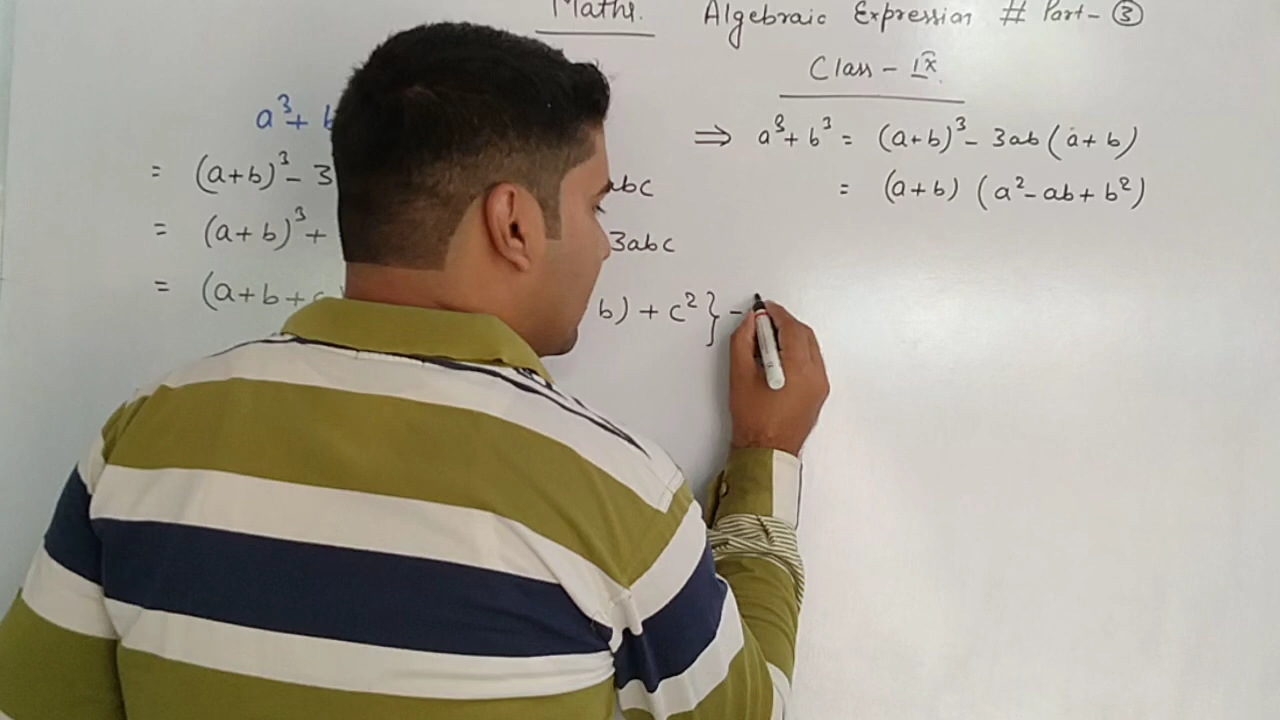 Maths. Algebraic Expression # Part- ③
Class - IX
a³ + b
= (a+b)³ - 3 abc
= (a+b)³ + 3abc
= (a+b+c b) + c² } -
⇒ a³ + b³ = (a+b)³ - 3ab (a+b)
= (a+b) (a² - ab + b²)